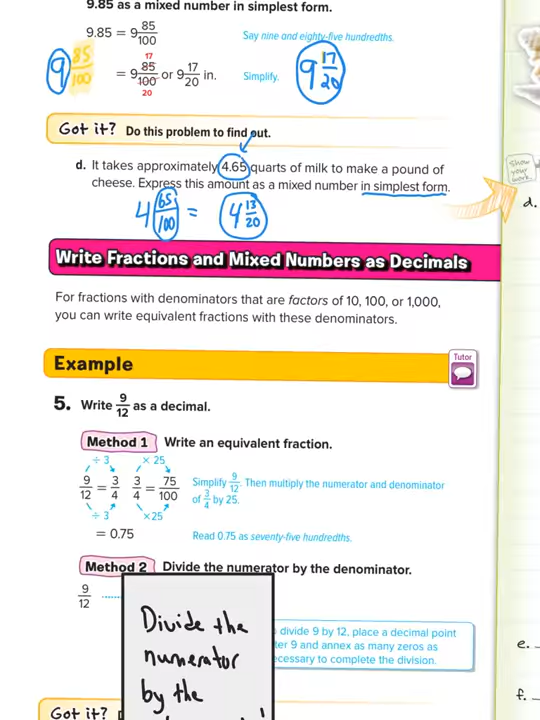 9.85 as a mixed number in simplest form.
9.85 = 9 85/100
Say nine and eighty-five hundredths.
9 85/100
17
= 9 85/100 or 9 17/20 in.
20
Simplify.
9 17/20
Got it? Do this problem to find out.
d. It takes approximately 4.65 quarts of milk to make a pound of
cheese. Express this amount as a mixed number in simplest form.
4 65/100 = 4 13/20
Show
your
work.
d.
Write Fractions and Mixed Numbers as Decimals
For fractions with denominators that are factors of 10, 100, or 1,000,
you can write equivalent fractions with these denominators.
Example
Tutor
5. Write 9/12 as a decimal.
Method 1 Write an equivalent fraction.
÷ 3 × 25
9/12 = 3/4 3/4 = 75/100
÷ 3 ×25
Simplify 9/12. Then multiply the numerator and denominator
of 3/4 by 25.
= 0.75
Read 0.75 as seventy-five hundredths.
Method 2 Divide the numerator by the denominator.
9/12
Divide the
numerator
by the
divide 9 by 12, place a decimal point
9 and annex as many zeros as
to complete the division.
e.
f.
Got it?